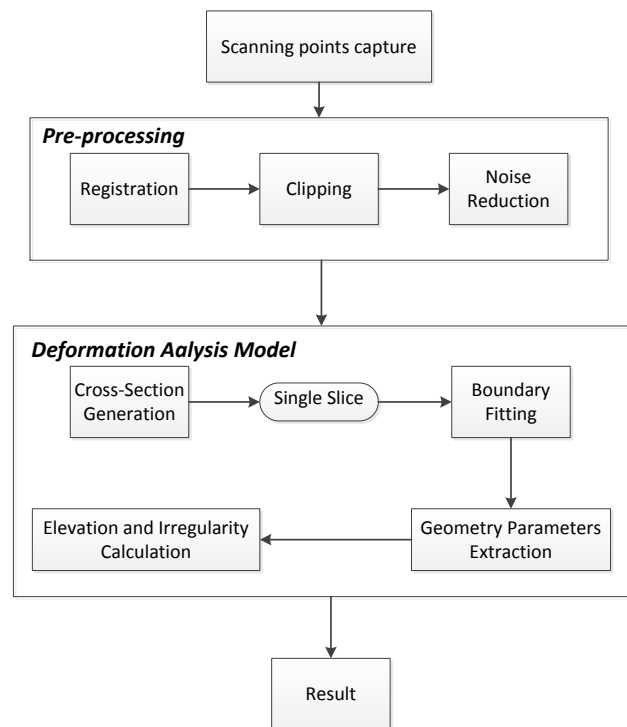 Scanning points capture
Pre-processing
Registration
Clipping
Noise
Reduction
Deformation Aalysis Model
Cross-Section
Generation
Single Slice
Boundary
Fitting
Elevation and Irregularity
Calculation
Geometry Parameters
Extraction
Result